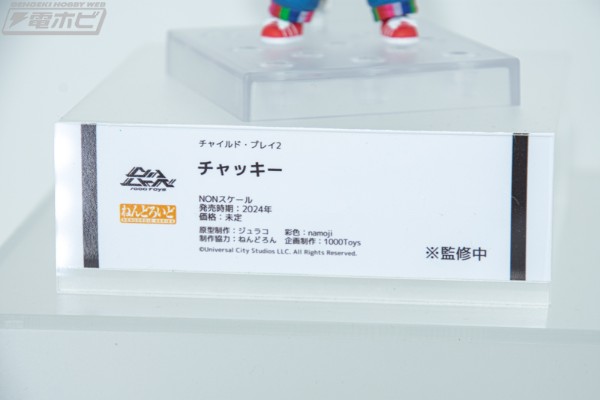 DENGEKI HOBBY WEB
電ホビ
チャイルド・プレイ2
チャッキー
1000Toys
ねんどろいど
NONスケール
発売時期：2024年
価格：未定
原型制作：ジュラコ　彩色：namoji
制作協力：ねんどろん　企画制作：1000Toys
©Universal City Studios LLC. All Rights Reserved.
※監修中